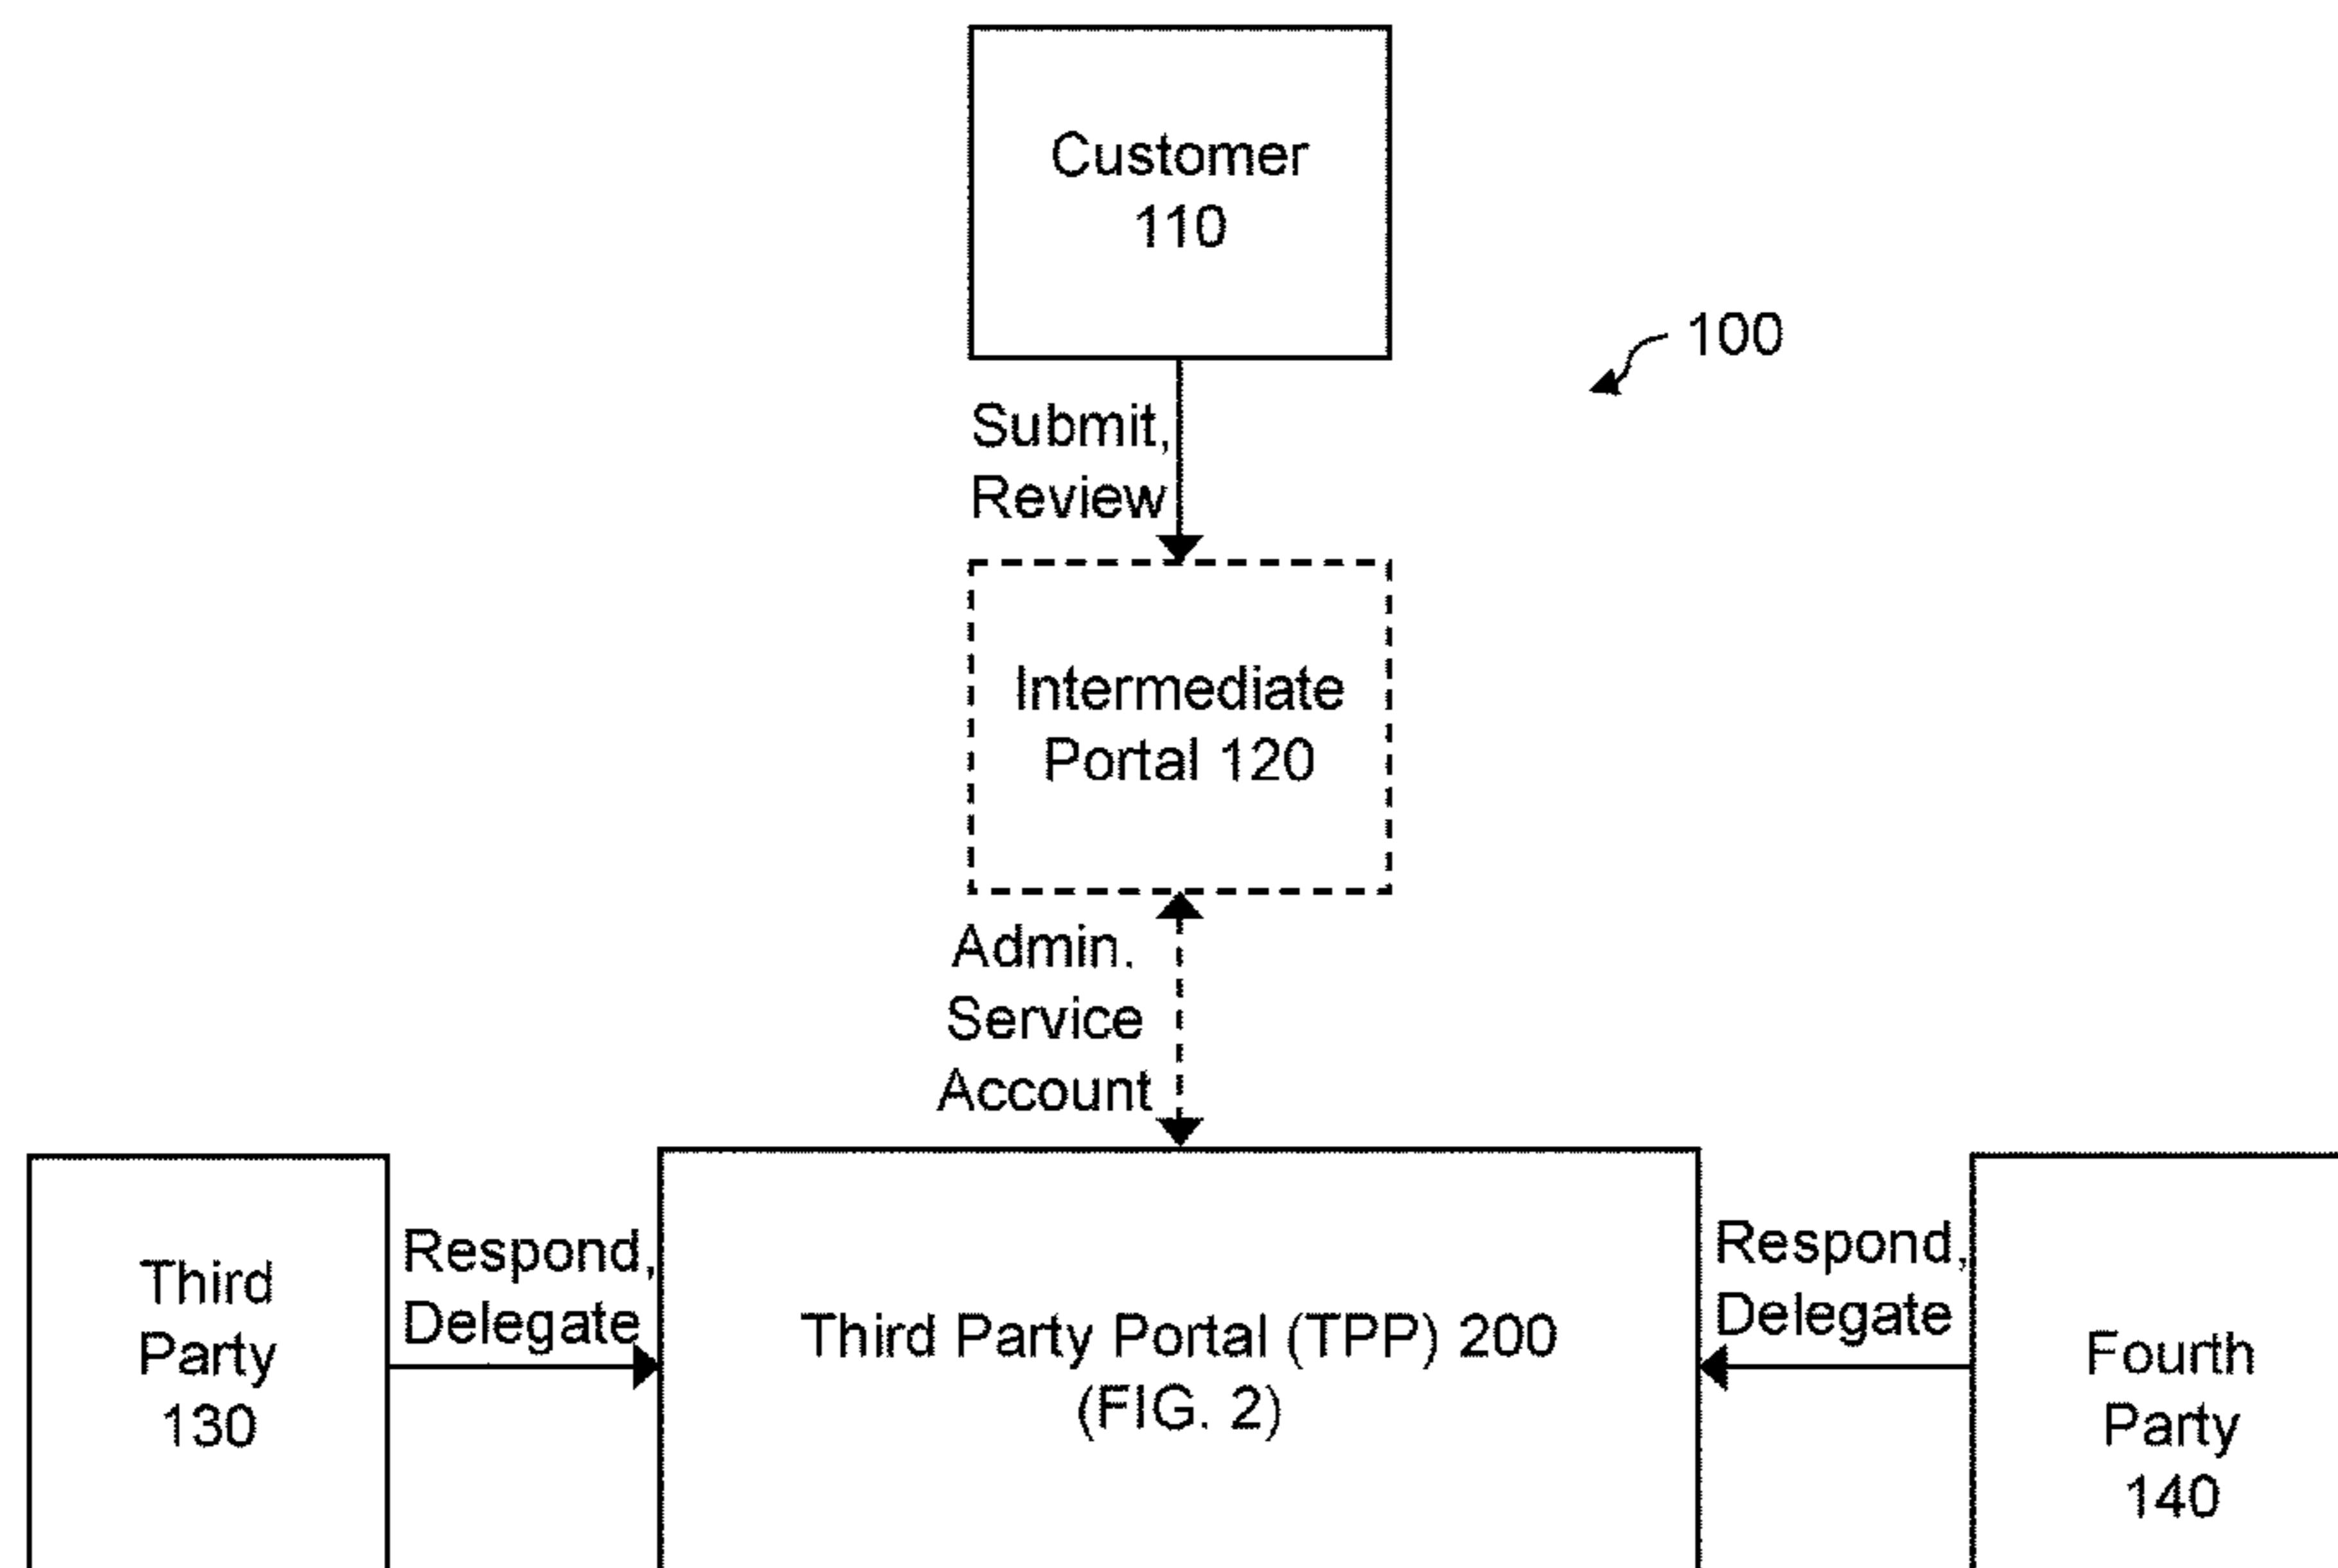 Customer
110
100
Submit,
Review
Intermediate
Portal 120
Admin.
Service
Account
Third
Party
130
Respond,
Delegate
Third Party Portal (TPP) 200
(FIG. 2)
Respond,
Delegate
Fourth
Party
140